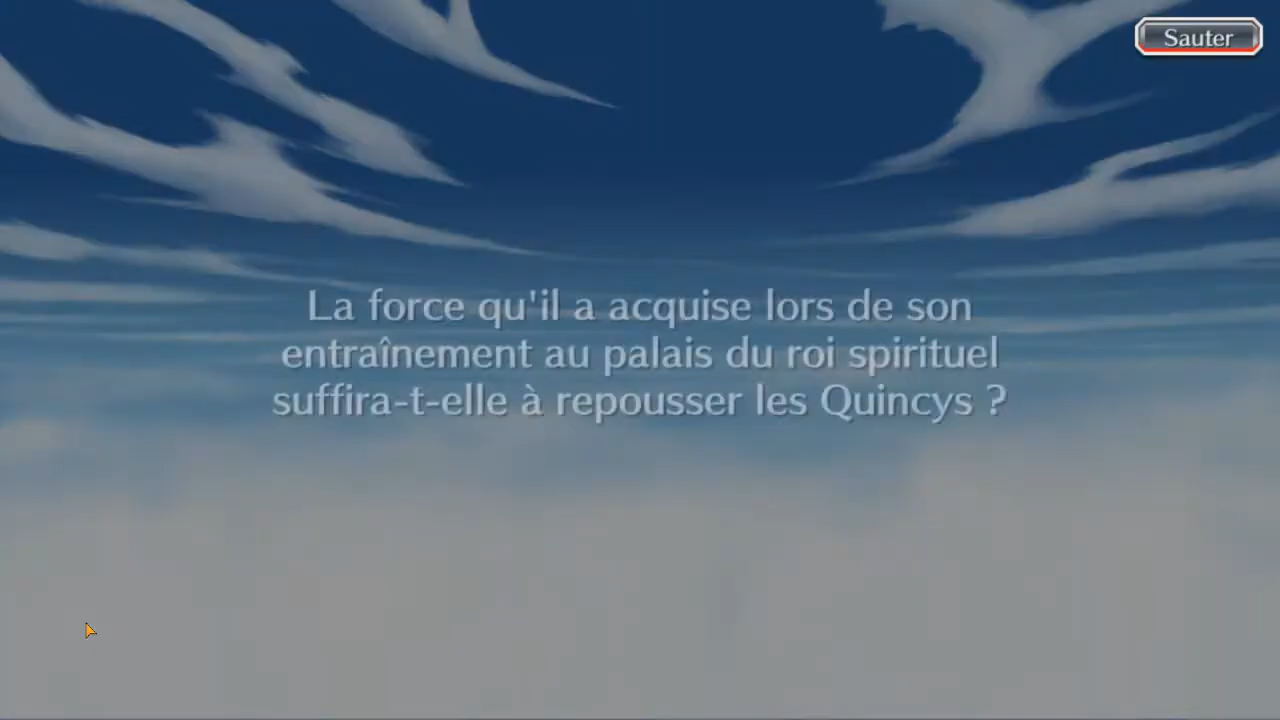 Sauter
La force qu'il a acquise lors de son
entraînement au palais du roi spirituel
suffira-t-elle à repousser les Quincys ?